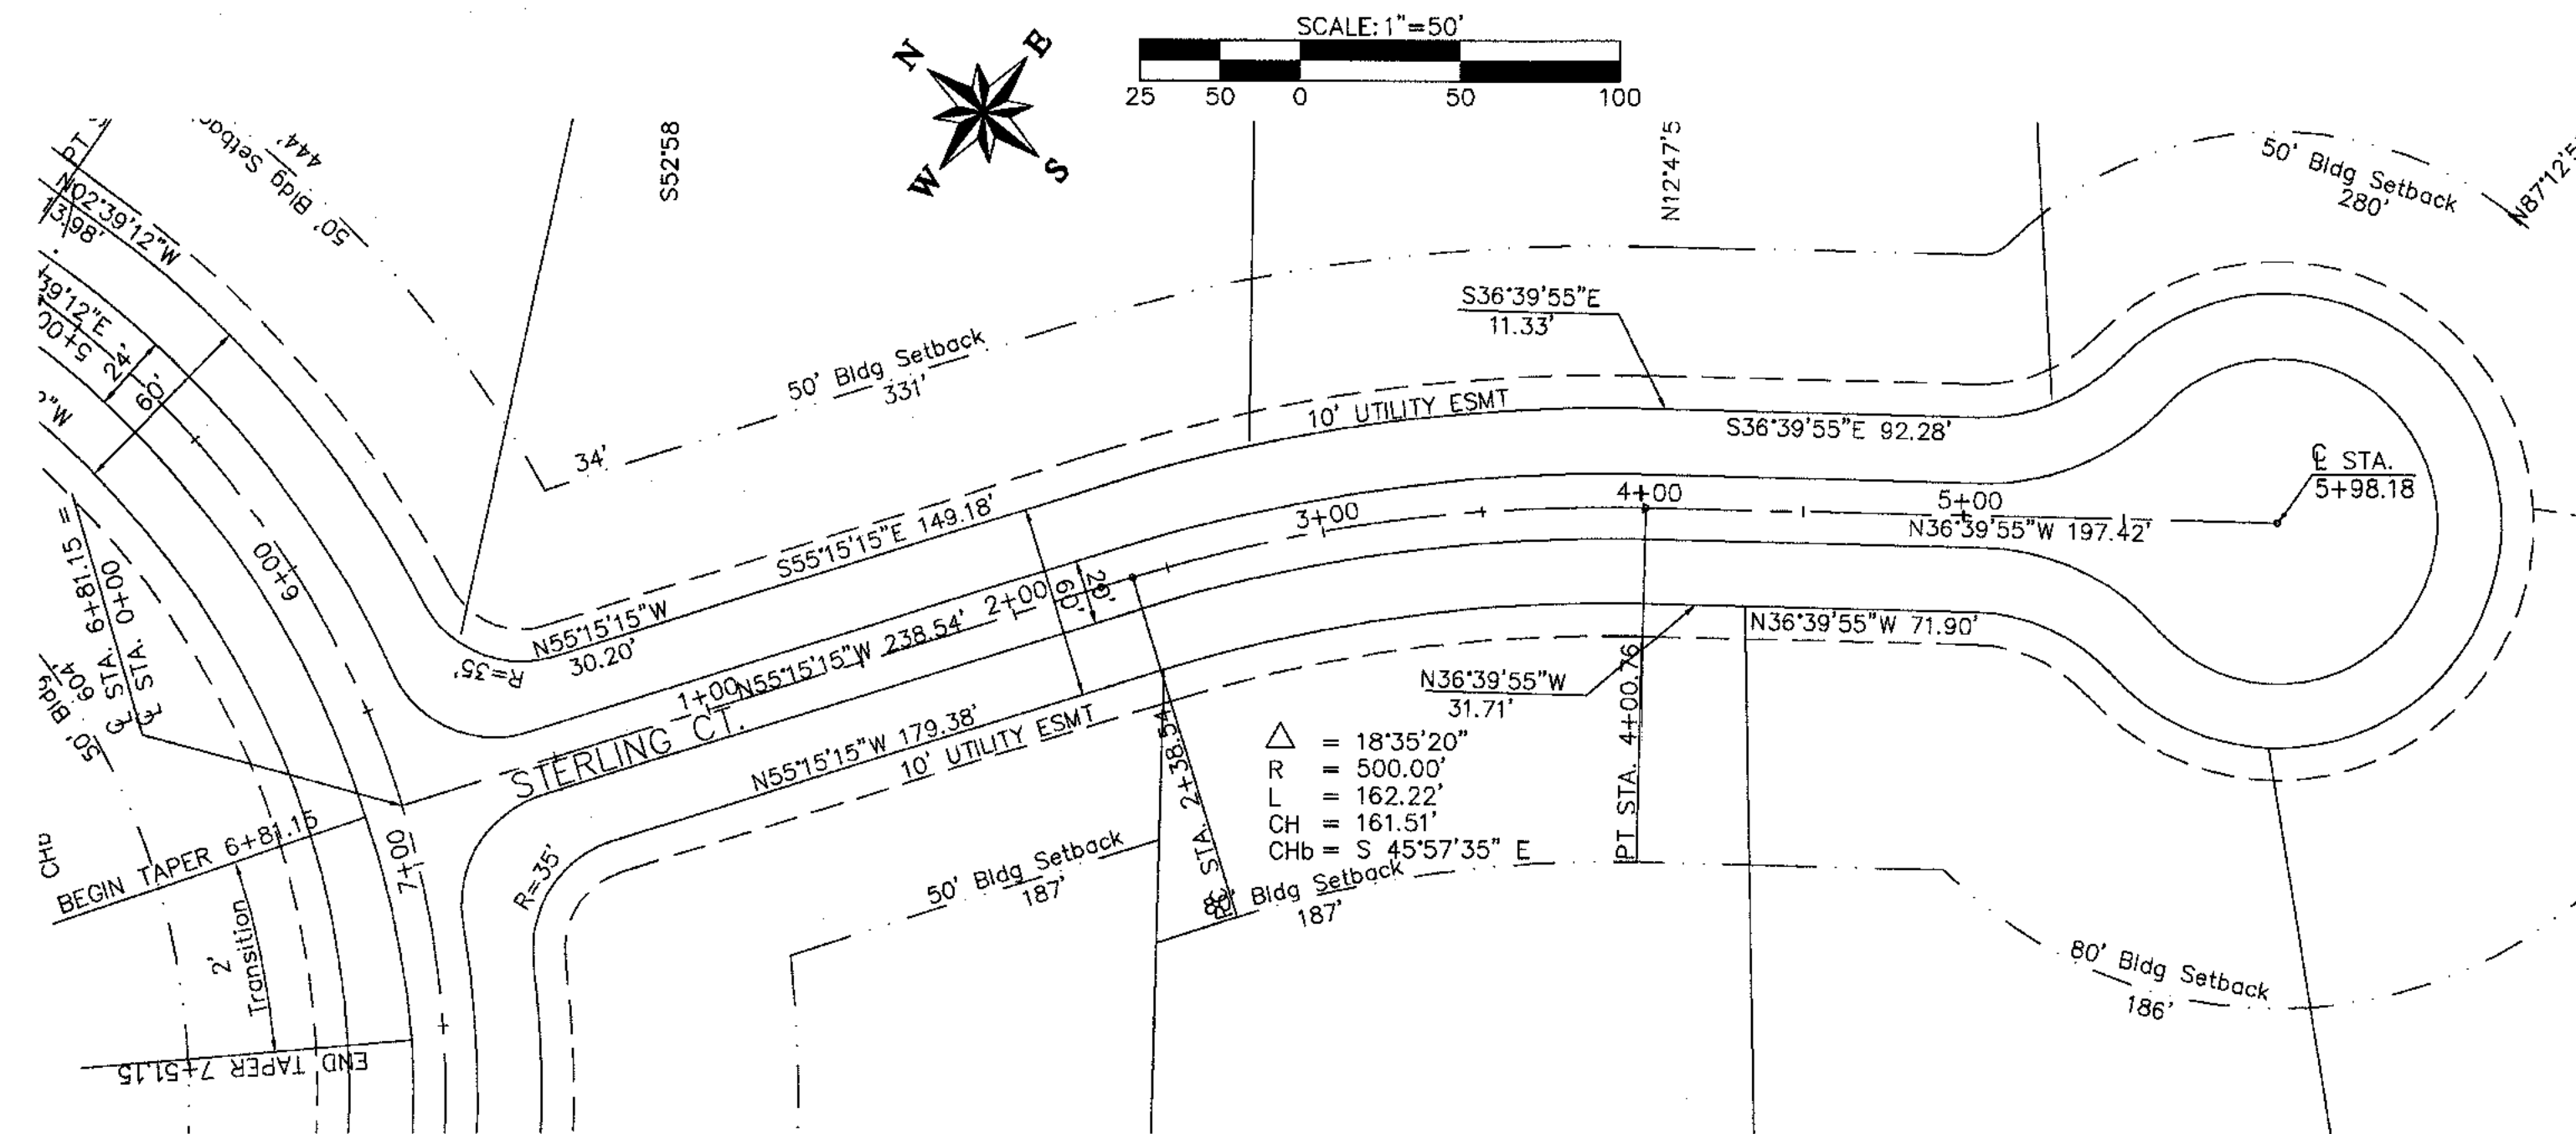 SCALE: 1"=50'
25 50 0 50 100
N
E
W
S
PT
N02°39'12"W
13.98'
39'12"E
5+00
24'
60'
"W
444'
50' Bldg Setbac
S52°58
N12°47'5
50' Bldg Setback
280'
N87°12'5
S36°39'55"E
11.33'
50' Bldg Setback
331'
34'
10' UTILITY ESMT
S36°39'55"E 92.28'
℄ STA.
5+98.18
4+00
5+00
3+00
N36°39'55"W 197.42'
S55°15'15"E 149.18'
6+00
N55°15'15"W
30.20'
R=35'
2+00
60'
20'
1+00
N55°15'15"W 238.54'
STERLING CT.
N55°15'15"W 179.38'
10' UTILITY ESMT
N36°39'55"W 71.90'
N36°39'55"W
31.71'
℄ STA. 6+81.15 =
℄ STA. 0+00
50' Bldg
604'
PC STA. 2+38.54
PT STA. 4+00.76
△ = 18°35'20"
R = 500.00'
L = 162.22'
CH = 161.51'
CHb = S 45°57'35" E
CHb
BEGIN TAPER 6+81.15
7+00
R=35'
50' Bldg Setback
187'
80' Bldg Setback
187'
2'
Transition
80' Bldg Setback
186'
END TAPER 7+51.15